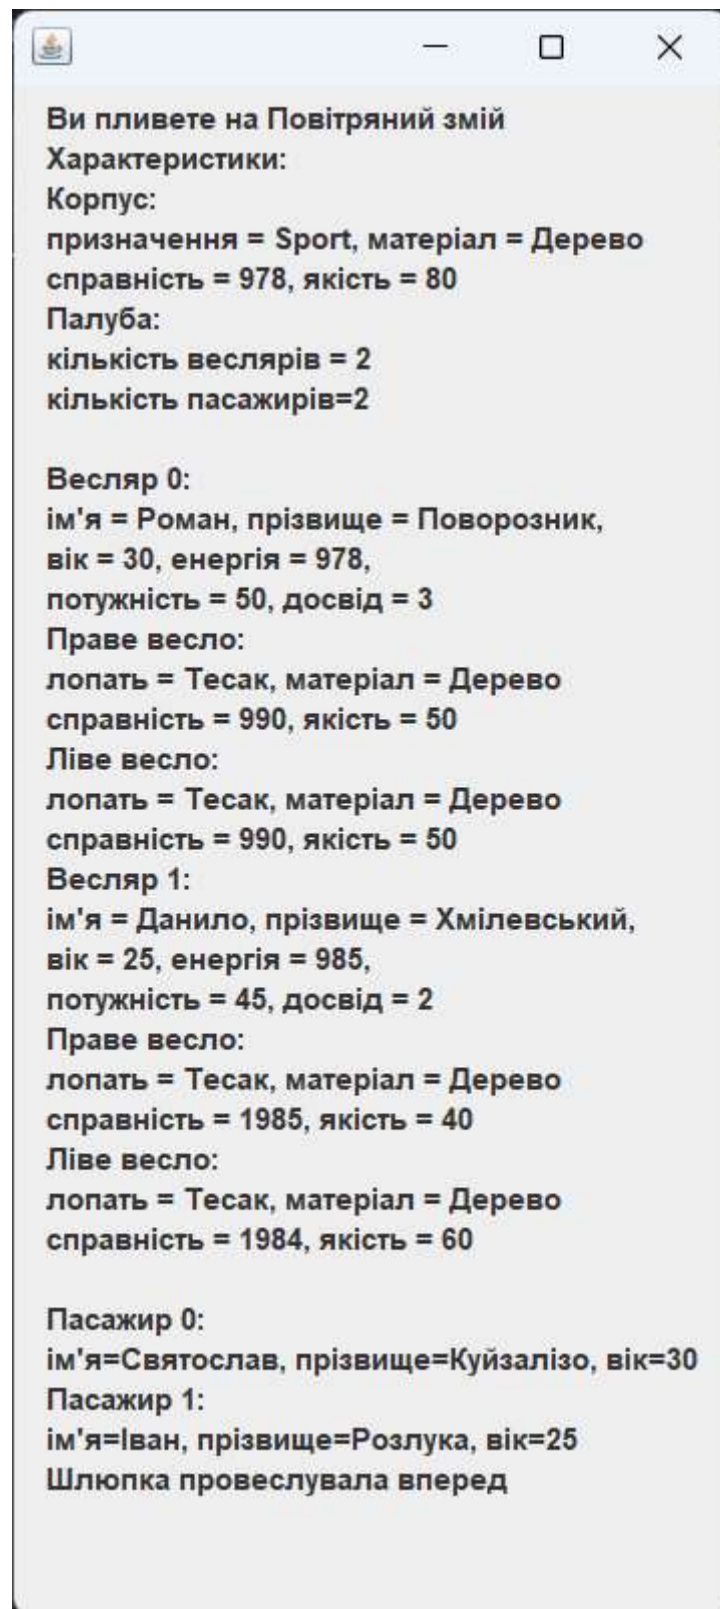 Ви пливете на Повітряний змій
Характеристики:
Корпус:
призначення = Sport, матеріал = Дерево
справність = 978, якість = 80
Палуба:
кількість веслярів = 2
кількість пасажирів=2
Весляр 0:
ім'я = Роман, прізвище = Поворозник,
вік = 30, енергія = 978,
потужність = 50, досвід = 3
Праве весло:
лопать = Тесак, матеріал = Дерево
справність = 990, якість = 50
Ліве весло:
лопать = Тесак, матеріал = Дерево
справність = 990, якість = 50
Весляр 1:
ім'я = Данило, прізвище = Хмілевський,
вік = 25, енергія = 985,
потужність = 45, досвід = 2
Праве весло:
лопать = Тесак, матеріал = Дерево
справність = 1985, якість = 40
Ліве весло:
лопать = Тесак, матеріал = Дерево
справність = 1984, якість = 60
Пасажир 0:
ім'я=Святослав, прізвище=Куйзалізо, вік=30
Пасажир 1:
ім'я=Іван, прізвище=Розлука, вік=25
Шлюпка провеслувала вперед